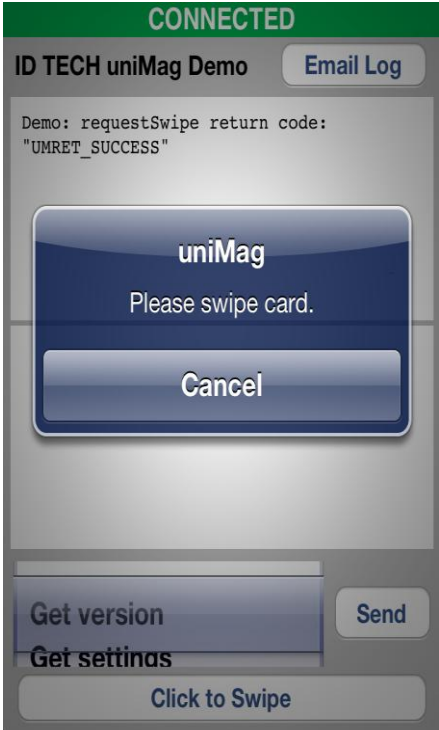 CONNECTED
ID TECH uniMag Demo
Email Log
Demo: requestSwipe return code:
"UMRET_SUCCESS"
uniMag
Please swipe card.
Cancel
Get version
Send
Get settings
Click to Swipe